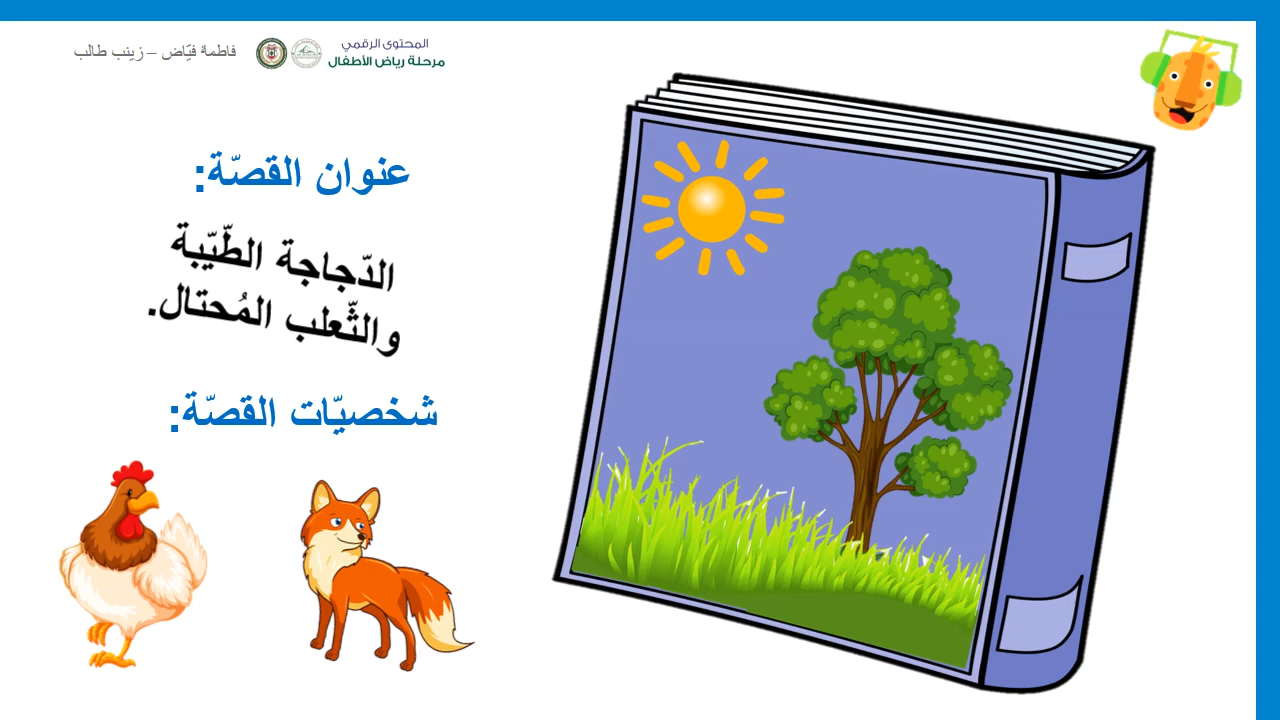 المحتوى الرقمي
مرحلة رياض الأطفال
فاطمة فيّاض – زينب طالب
عنوان القصّة:
الدّجاجة الطّيّبة
والثّعلب المُحتال.
شخصيّات القصّة: